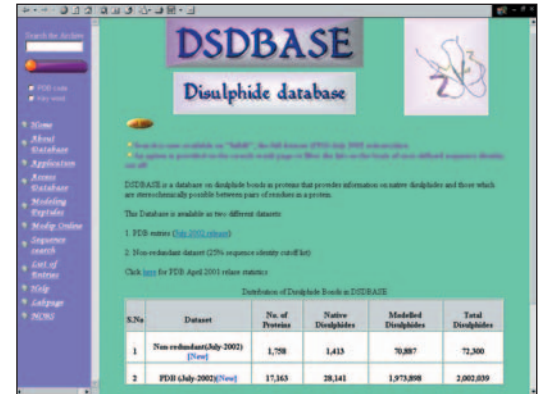 Search the Archive
PDB code
Key word
Home
About
Database
Application
Access
Database
Modeling
Peptides
Modip Online
Sequence
search
List of
Entries
Help
Labpage
NCBS
DSDBASE
Disulphide database
DSDBASE is a database on disulphide bonds in proteins that provides information on native disulphides and those which
are stereochemically possible between pairs of residues in a protein.
This Database is available as two different datasets:
1. PDB entries (July 2002 release)
2. Non-redundant dataset (25% sequence identity cutoff list)
Click here for PDB April 2001 relase statistics
Distribution of Disulphide Bonds in DSDBASE
S.No Dataset No. of Proteins Native Disulphides Modelled Disulphides Total Disulphides
1 Non redundant(July-2002) [New] 1,758 1,413 70,887 72,300
2 PDB (July-2002)[New] 17,163 28,141 1,973,898 2,002,039